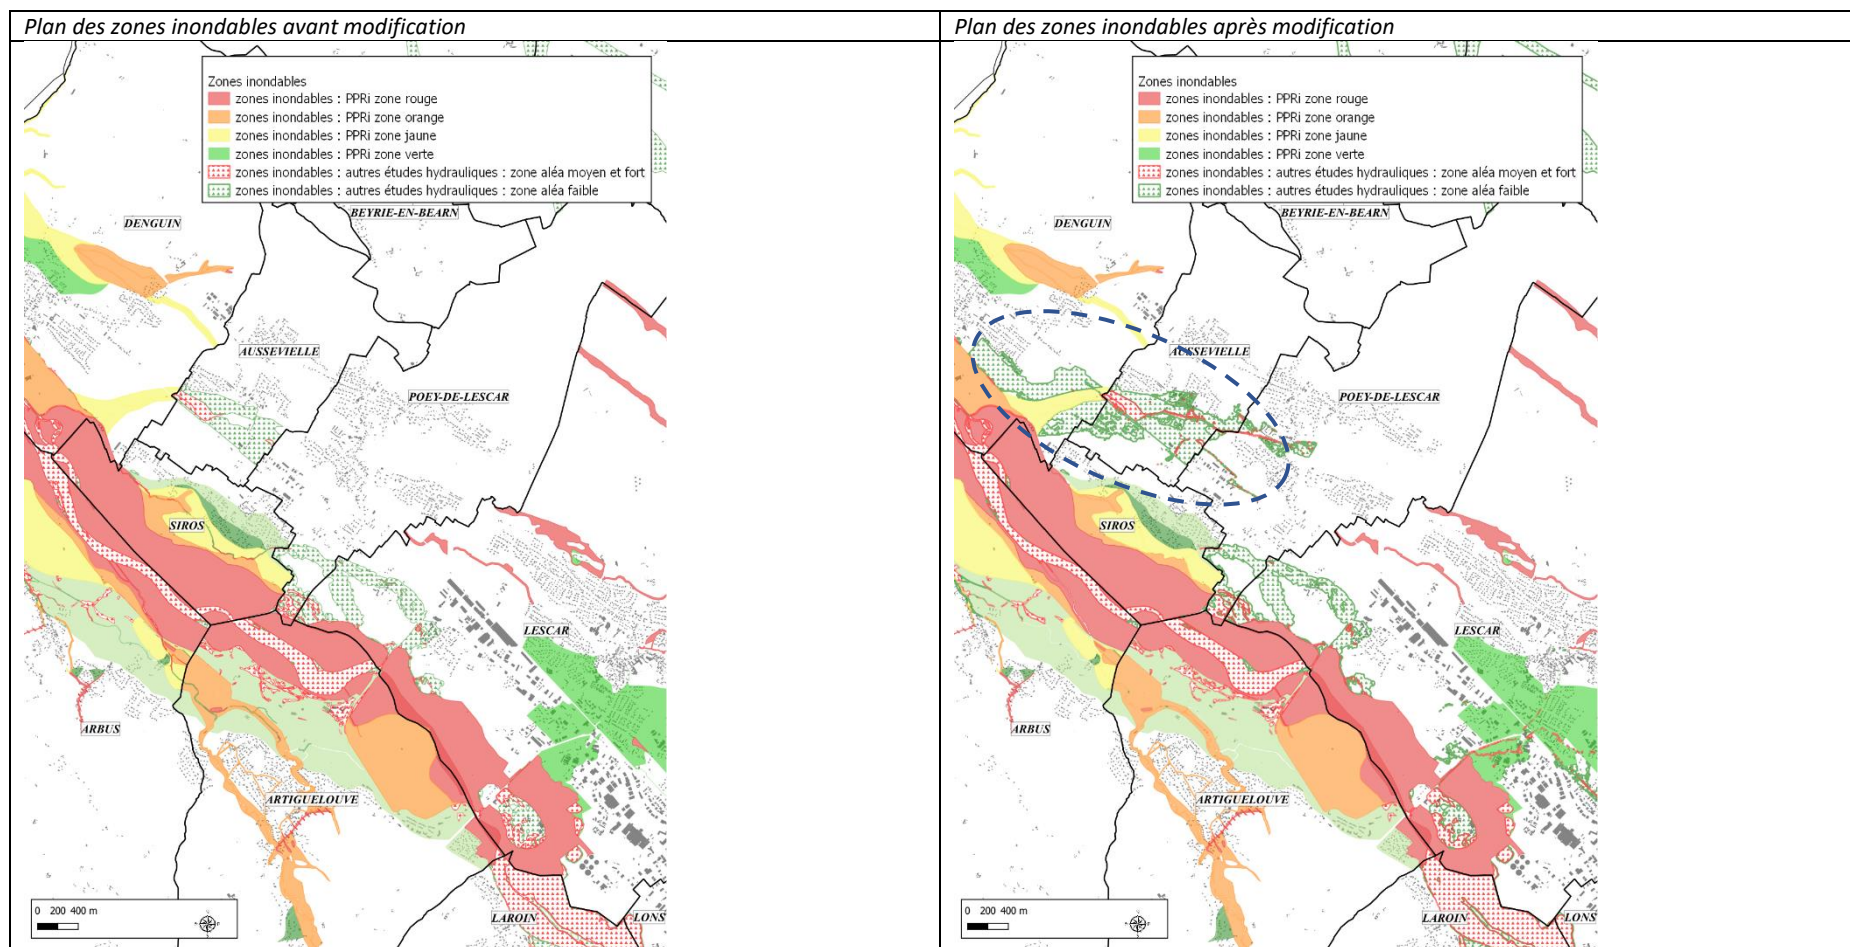 Plan des zones inondables avant modification
Zones inondables
zones inondables : PPRi zone rouge
zones inondables : PPRi zone orange
zones inondables : PPRi zone jaune
zones inondables : PPRi zone verte
zones inondables : autres études hydrauliques : zone aléa moyen et fort
zones inondables : autres études hydrauliques : zone aléa faible
BEYRIE-EN-BEARN
DENGUIN
AUSSEVIELLE
POEY-DE-LESCAR
SIROS
LESCAR
ARBUS
ARTIGUELOUVE
LAROIN
LONS
0 200 400 m
Plan des zones inondables après modification
Zones inondables
zones inondables : PPRi zone rouge
zones inondables : PPRi zone orange
zones inondables : PPRi zone jaune
zones inondables : PPRi zone verte
zones inondables : autres études hydrauliques : zone aléa moyen et fort
zones inondables : autres études hydrauliques : zone aléa faible
BEYRIE-EN-BEARN
DENGUIN
AUSSEVIELLE
POEY-DE-LESCAR
SIROS
LESCAR
ARBUS
ARTIGUELOUVE
LAROIN
LONS
0 200 400 m